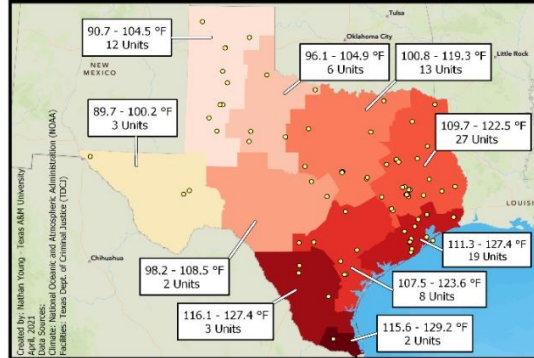 Tulsa
90.7 - 104.5 °F
12 Units
Oklahoma City
96.1 - 104.9 °F
6 Units
100.8 - 119.3 °F
13 Units
Little Rock
NEW
MEXICO
89.7 - 100.2 °F
3 Units
109.7 - 122.5 °F
27 Units
LOUISI
Chihuahua
98.2 - 108.5 °F
2 Units
111.3 - 127.4 °F
19 Units
107.5 - 123.6 °F
8 Units
116.1 - 127.4 °F
3 Units
115.6 - 129.2 °F
2 Units
Created by: Nathan Young - Texas A&M University
April, 2021
Data Sources:
Climate: National Oceanic and Atmospheric Administration (NOAA)
Facilities: Texas Dept. of Criminal Justice (TDCJ)